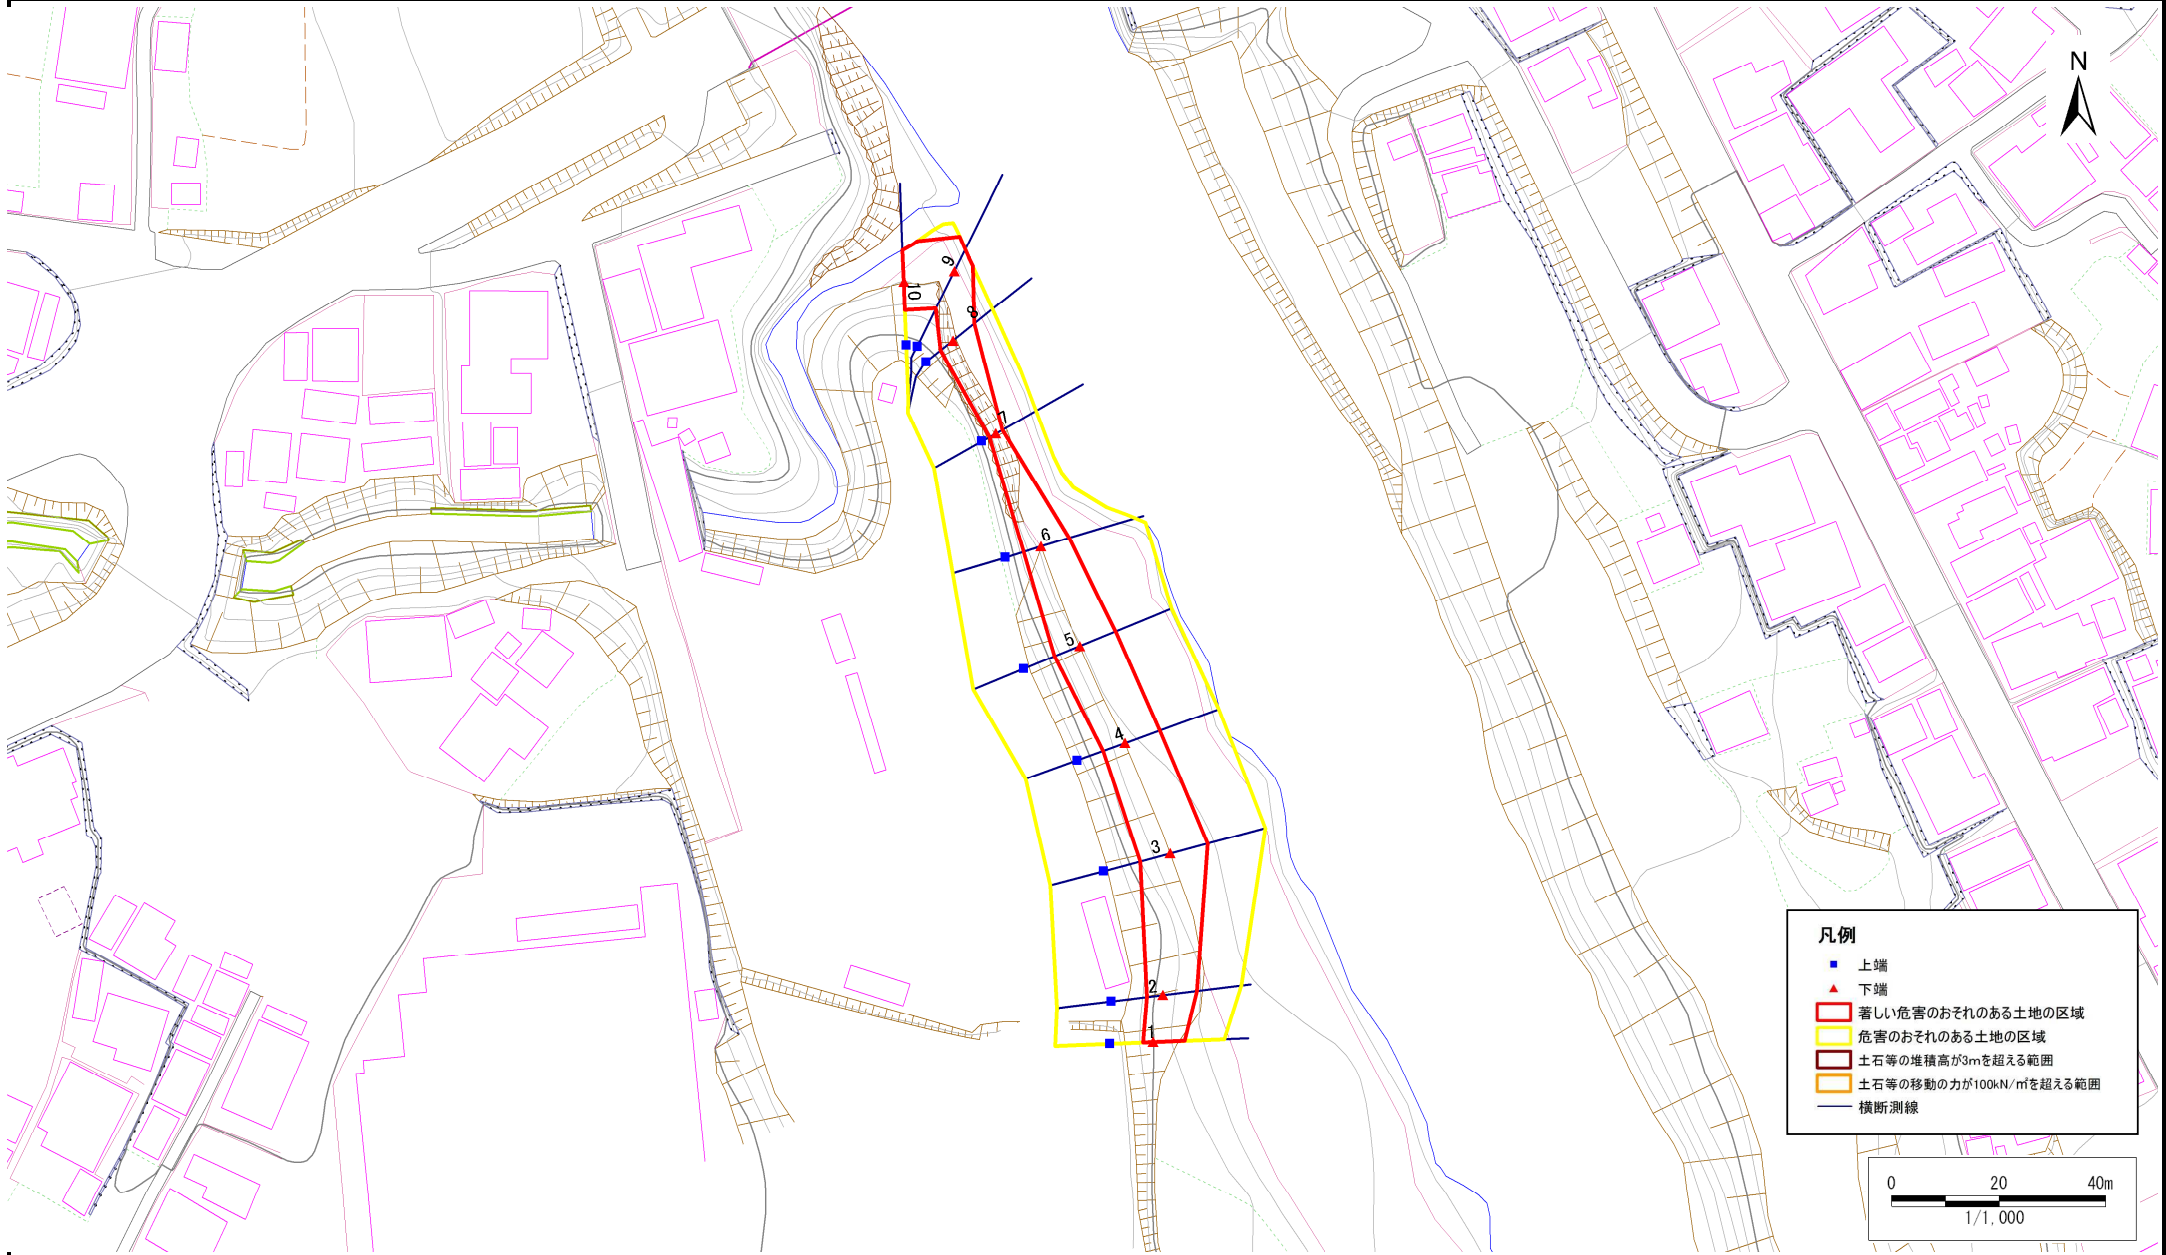 N
9
10
8
7
6
5
4
3
2
1
凡例
上端
下端
著しい危害のおそれのある土地の区域
危害のおそれのある土地の区域
土石等の堆積高が3mを超える範囲
土石等の移動の力が100kN/㎡を超える範囲
横断測線
0 20 40m
1/1,000